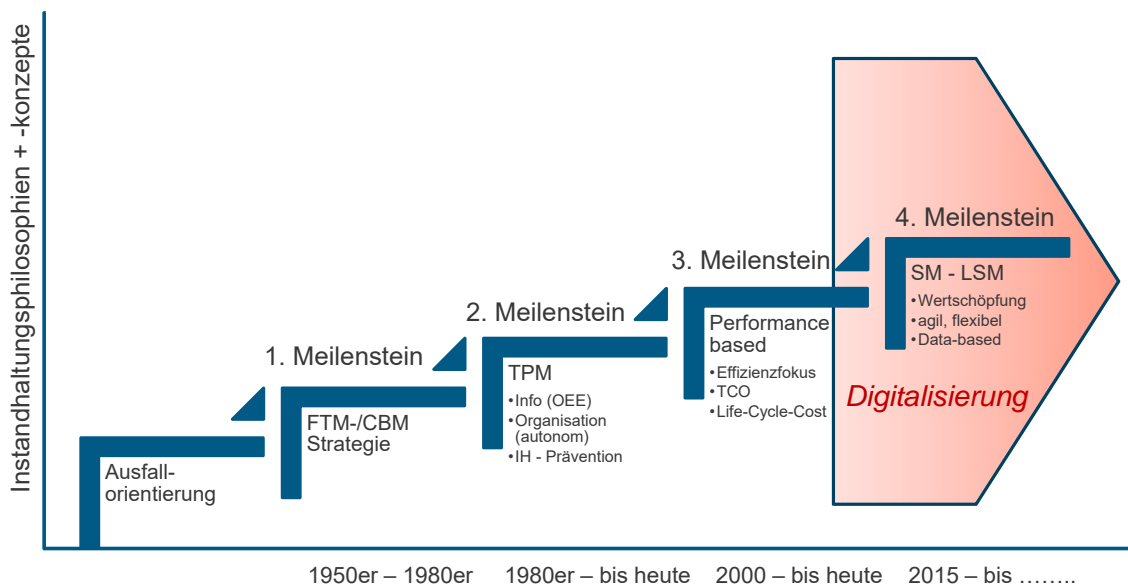 Instandhaltungsphilosophien + -konzepte
Ausfall-
orientierung
1. Meilenstein
FTM-/CBM
Strategie
2. Meilenstein
TPM
•Info (OEE)
•Organisation
(autonom)
•IH - Prävention
3. Meilenstein
Performance
based
•Effizienzfokus
•TCO
•Life-Cycle-Cost
4. Meilenstein
SM - LSM
•Wertschöpfung
•agil, flexibel
•Data-based
Digitalisierung
1950er – 1980er
1980er – bis heute
2000 – bis heute
2015 – bis ……..